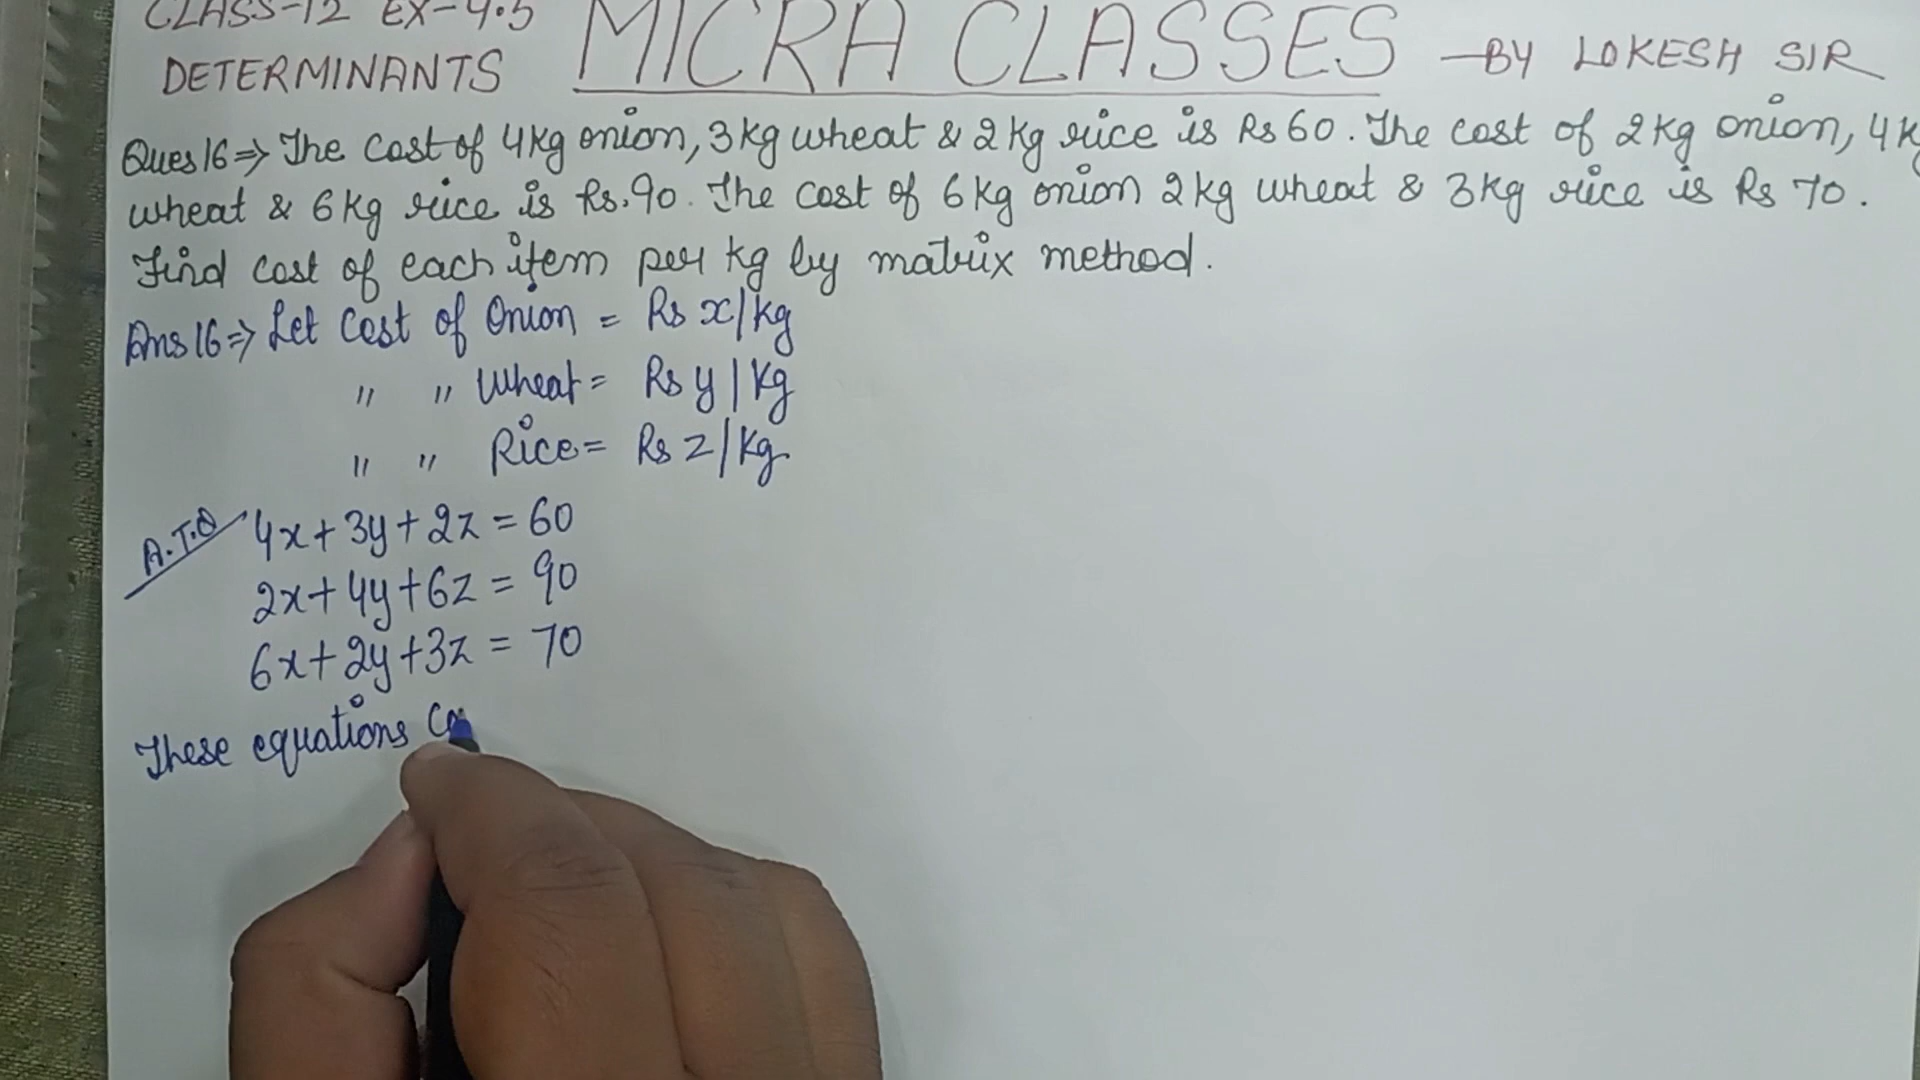 CLASS-12 EX-4.5
DETERMINANTS MICRA CLASSES -BY LOKESH SIR
Ques 16⇒ The cost of 4kg onion, 3kg wheat & 2kg rice is Rs 60. The cost of 2kg onion, 4k
wheat & 6kg rice is Rs.90. The cost of 6kg onion 2kg wheat & 3kg rice is Rs 70.
Find cost of each item per kg by matrix method.
Ans 16⇒ Let cost of Onion = Rs x/kg
" " Wheat = Rs y/kg
" " Rice = Rs z/kg
A.T.Q 4x+3y+2z = 60
2x+4y+6z = 90
6x+2y+3z = 70
These equations